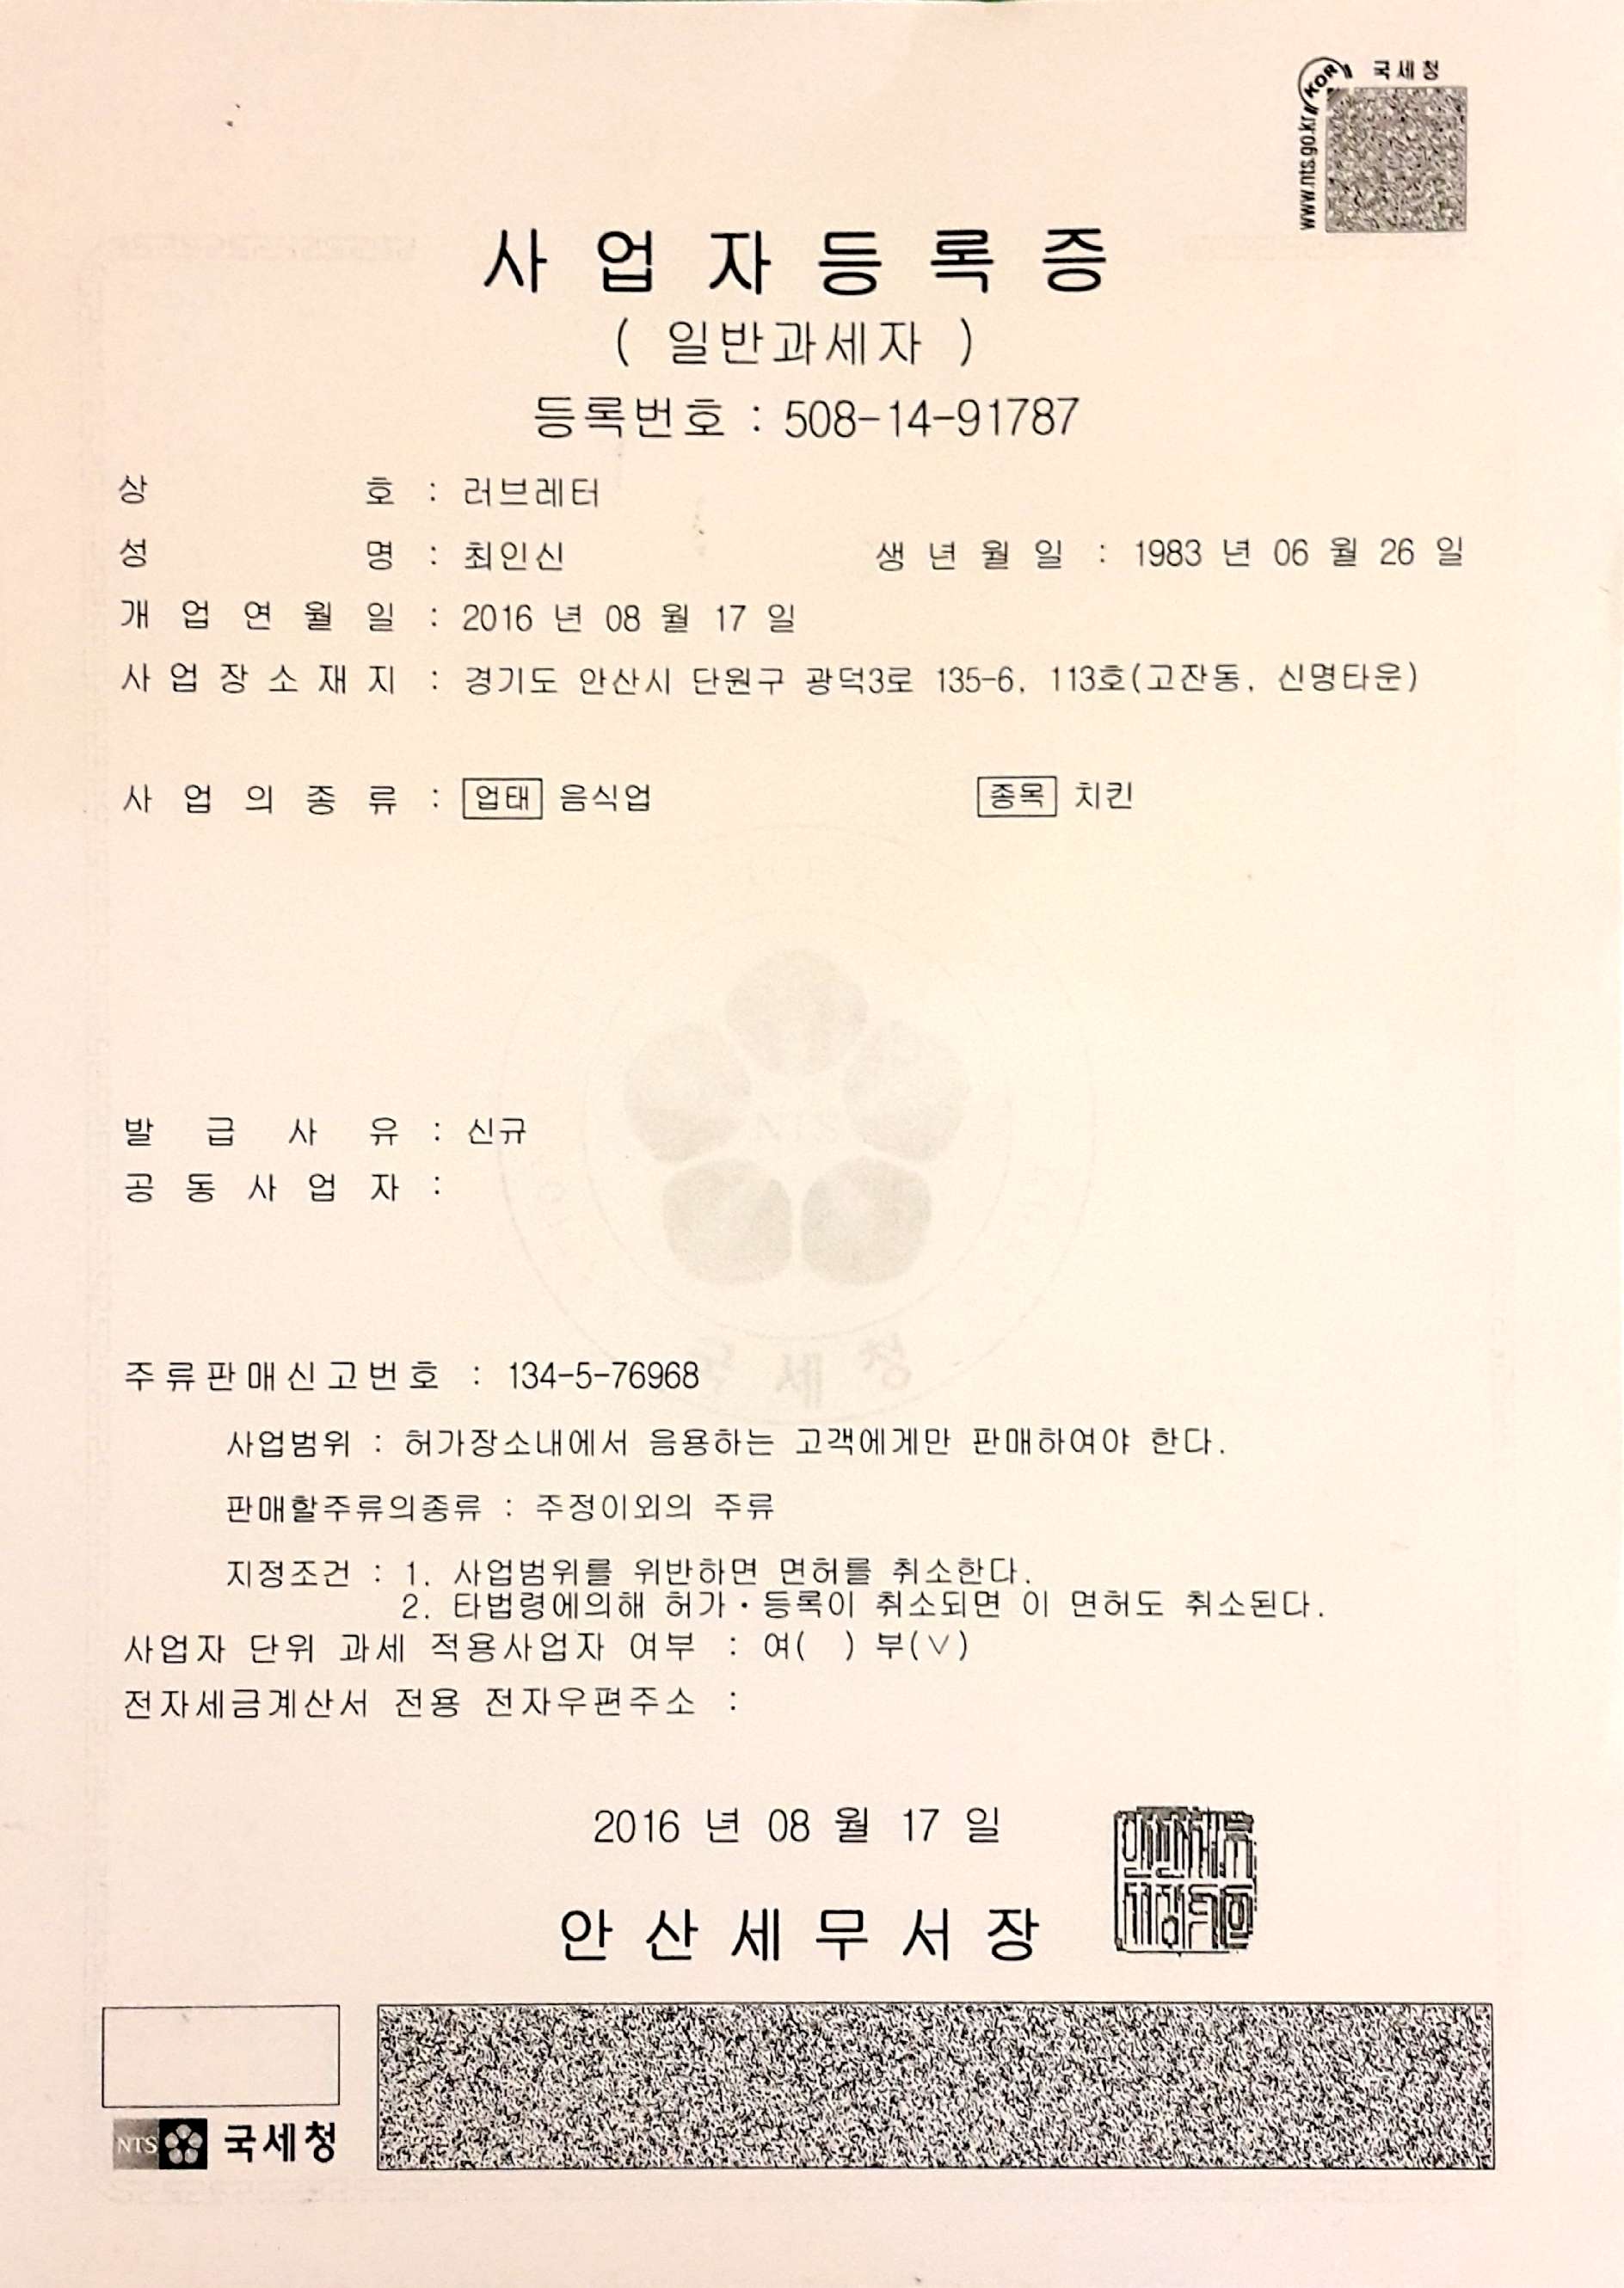 국세청
KOR
www.nts.go.kr
사업자등록증
( 일반과세자 )
등록번호 : 508-14-91787
상 호 : 러브레터
성 명 : 최인신 생년월일 : 1983 년 06 월 26 일
개업연월일 : 2016 년 08 월 17 일
사업장소재지 : 경기도 안산시 단원구 광덕3로 135-6, 113호(고잔동, 신명타운)
사업의종류 : 업태 음식업 종목 치킨
발급사유 : 신규
공동사업자 :
주류판매신고번호 : 134-5-76968
사업범위 : 허가장소내에서 음용하는 고객에게만 판매하여야 한다.
판매할주류의종류 : 주정이외의 주류
지정조건 : 1. 사업범위를 위반하면 면허를 취소한다.
2. 타법령에의해 허가·등록이 취소되면 이 면허도 취소된다.
사업자 단위 과세 적용사업자 여부 : 여( ) 부(∨)
전자세금계산서 전용 전자우편주소 :
2016 년 08 월 17 일
안산세무서장
NTS 국세청